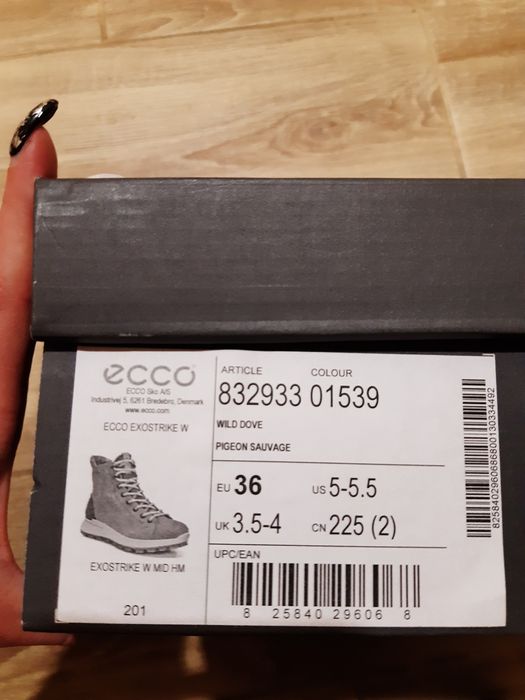 ecco
ECCO Sko A/S
Industrivej 5, 6261 Bredebro, Denmark
www.ecco.com
ECCO EXOSTRIKE W
EXOSTRIKE W MID HM
201
ARTICLE COLOUR
832933 01539
WILD DOVE
PIGEON SAUVAGE
EU 36 US 5-5.5
UK 3.5-4 CN 225 (2)
UPC/EAN
8 25840 29606 8
825840296068680013033​4492